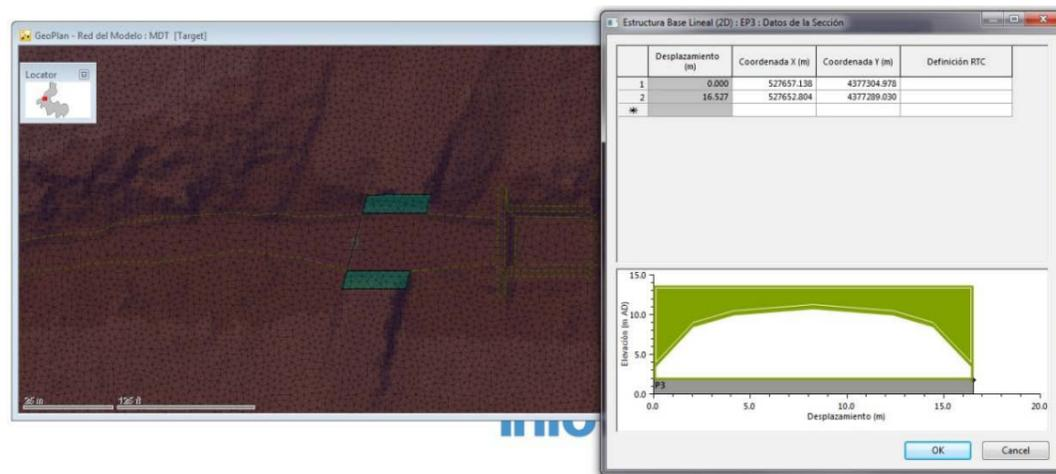 GeoPlan - Red del Modelo : MDT [Target]
Locator
25 m
125 ft
Estructura Base Lineal (2D) : EP3 : Datos de la Sección
Desplazamiento (m) Coordenada X (m) Coordenada Y (m) Definición RTC
1 0.000 527657.138 4377304.978
2 16.527 527652.804 4377289.030
*
Elevación (m AD)
15.0
10.0
5.0
0.0
P3
0.0 5.0 10.0 15.0 20.0
Desplazamiento (m)
OK Cancel